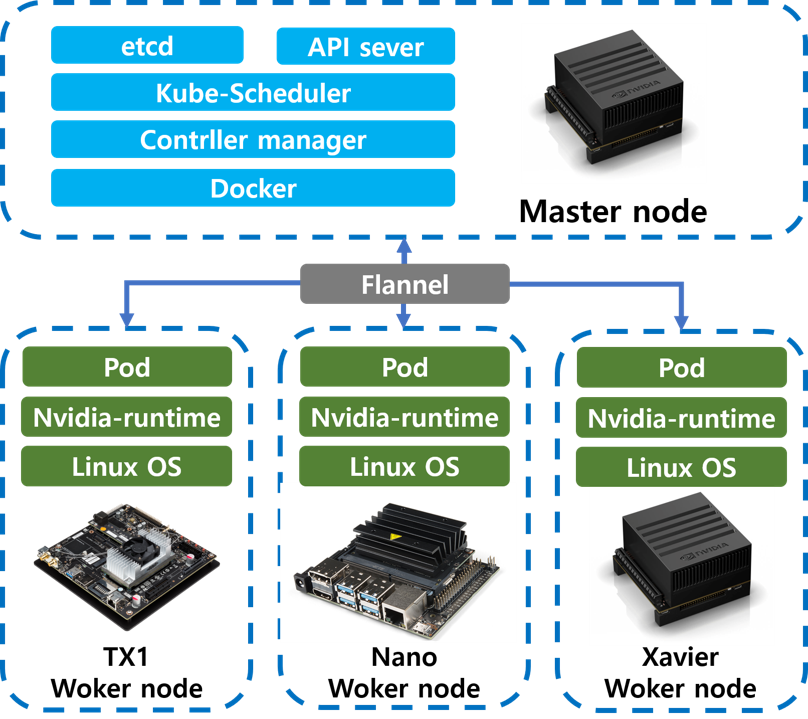 etcd
API sever
Kube-Scheduler
Contrller manager
Docker
NVIDIA
Master node
Flannel
Pod
Nvidia-runtime
Linux OS
TX1
Woker node
Pod
Nvidia-runtime
Linux OS
Nano
Woker node
Pod
Nvidia-runtime
Linux OS
NVIDIA
Xavier
Woker node